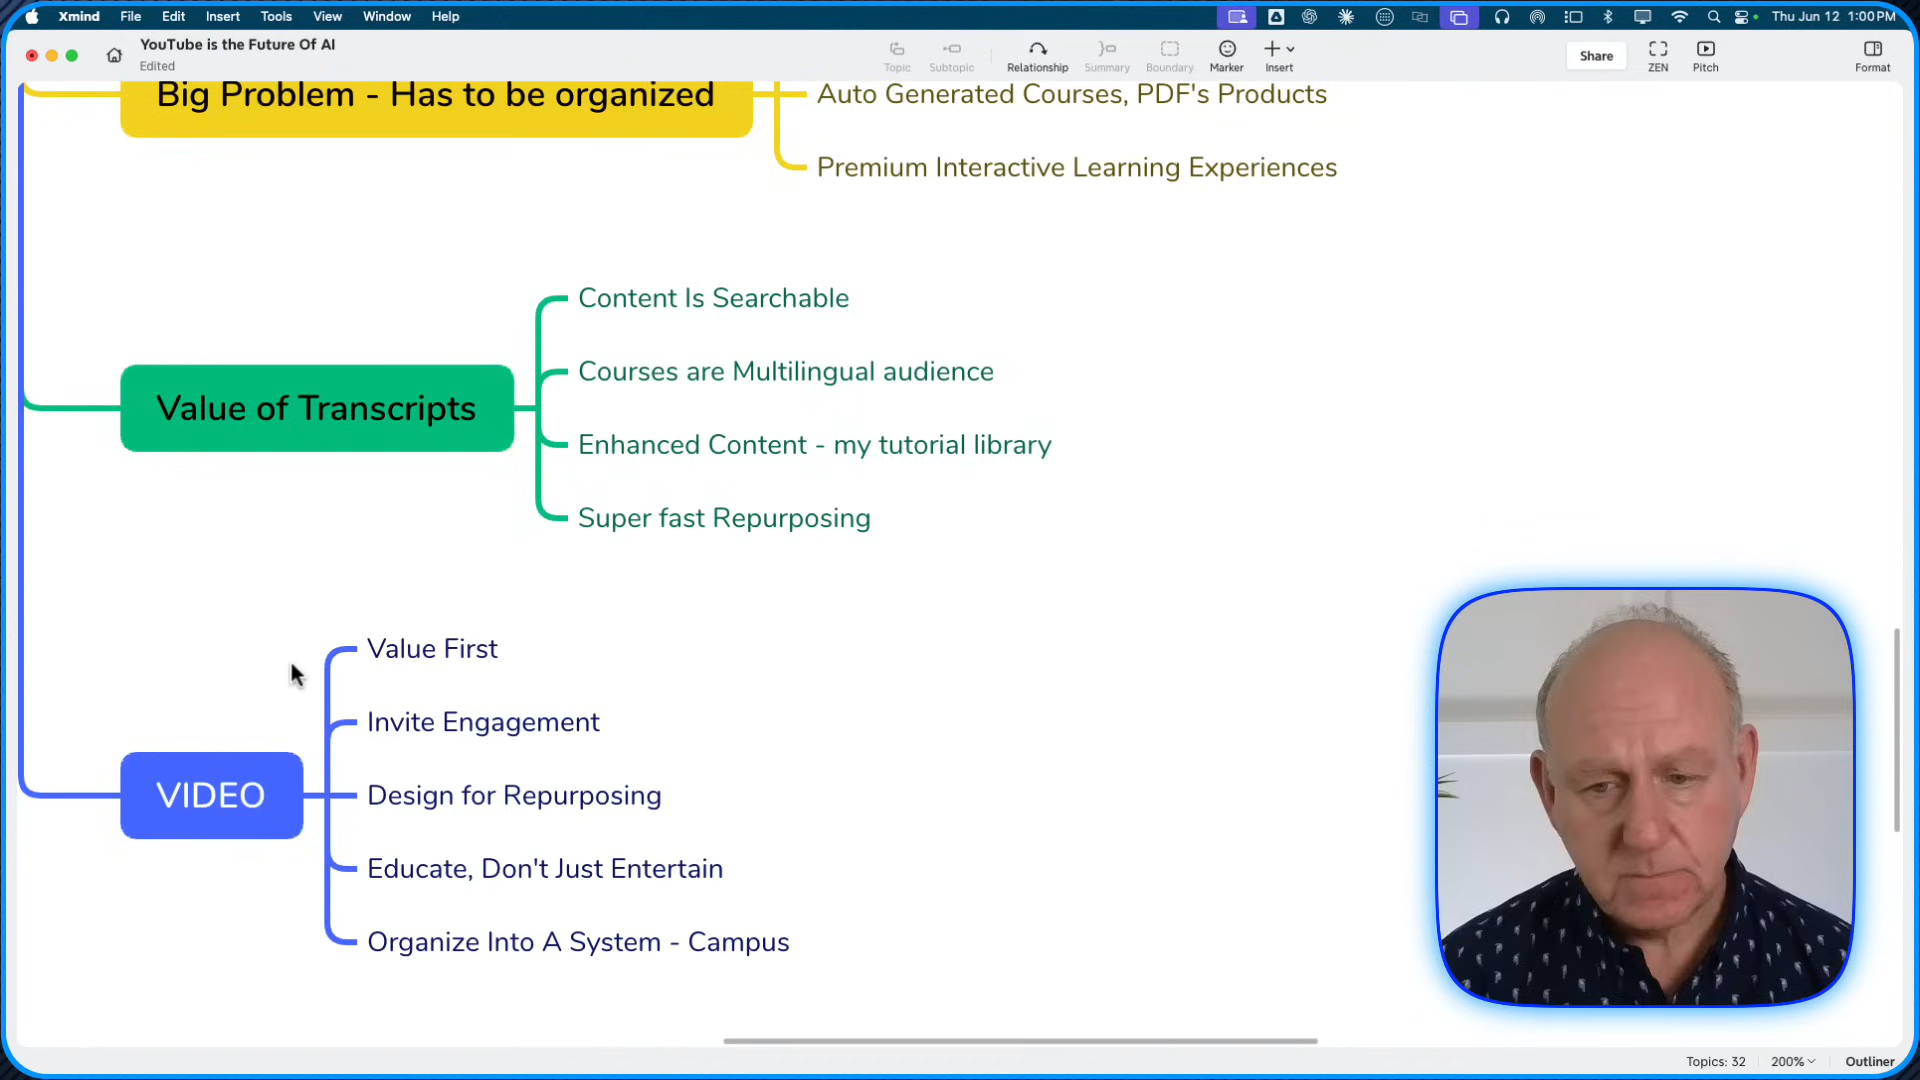 Xmind File Edit Insert Tools View Window Help
Thu Jun 12 1:00 PM
YouTube is the Future Of AI
Edited
Topic Subtopic Relationship Summary Boundary Marker Insert
Share ZEN Pitch Format
Big Problem - Has to be organized
Auto Generated Courses, PDF's Products
Premium Interactive Learning Experiences
Value of Transcripts
Content Is Searchable
Courses are Multilingual audience
Enhanced Content - my tutorial library
Super fast Repurposing
VIDEO
Value First
Invite Engagement
Design for Repurposing
Educate, Don't Just Entertain
Organize Into A System - Campus
Topics: 32 200% Outliner